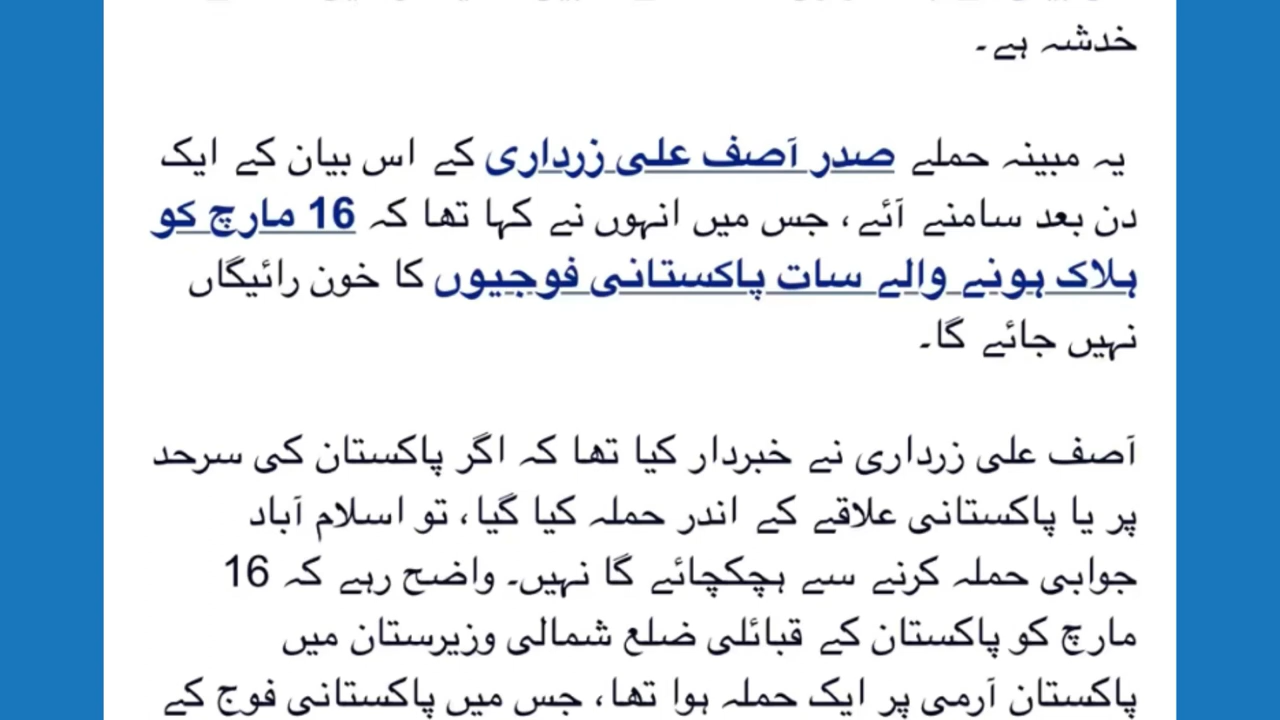 خدشہ ہے۔
یہ مبینہ حملے صدر آصف علی زرداری کے اس بیان کے ایک
دن بعد سامنے آئے، جس میں انہوں نے کہا تھا کہ 16 مارچ کو
ہلاک ہونے والے سات پاکستانی فوجیوں کا خون رائیگاں
نہیں جائے گا۔
آصف علی زرداری نے خبردار کیا تھا کہ اگر پاکستان کی سرحد
پر یا پاکستانی علاقے کے اندر حملہ کیا گیا، تو اسلام آباد
جوابی حملہ کرنے سے ہچکچائے گا نہیں۔ واضح رہے کہ 16
مارچ کو پاکستان کے قبائلی ضلع شمالی وزیرستان میں
پاکستان آرمی پر ایک حملہ ہوا تھا، جس میں پاکستانی فوج کے